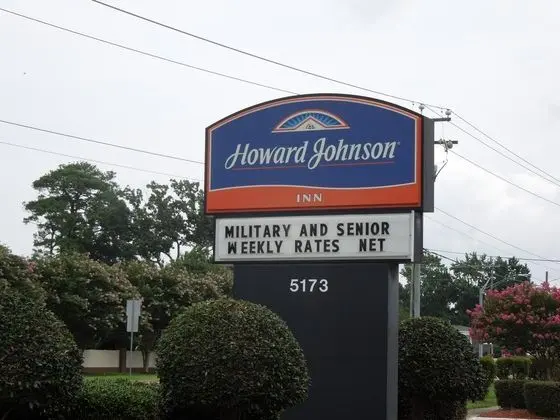 Howard Johnson
INN
MILITARY AND SENIOR
WEEKLY RATES NET
5173